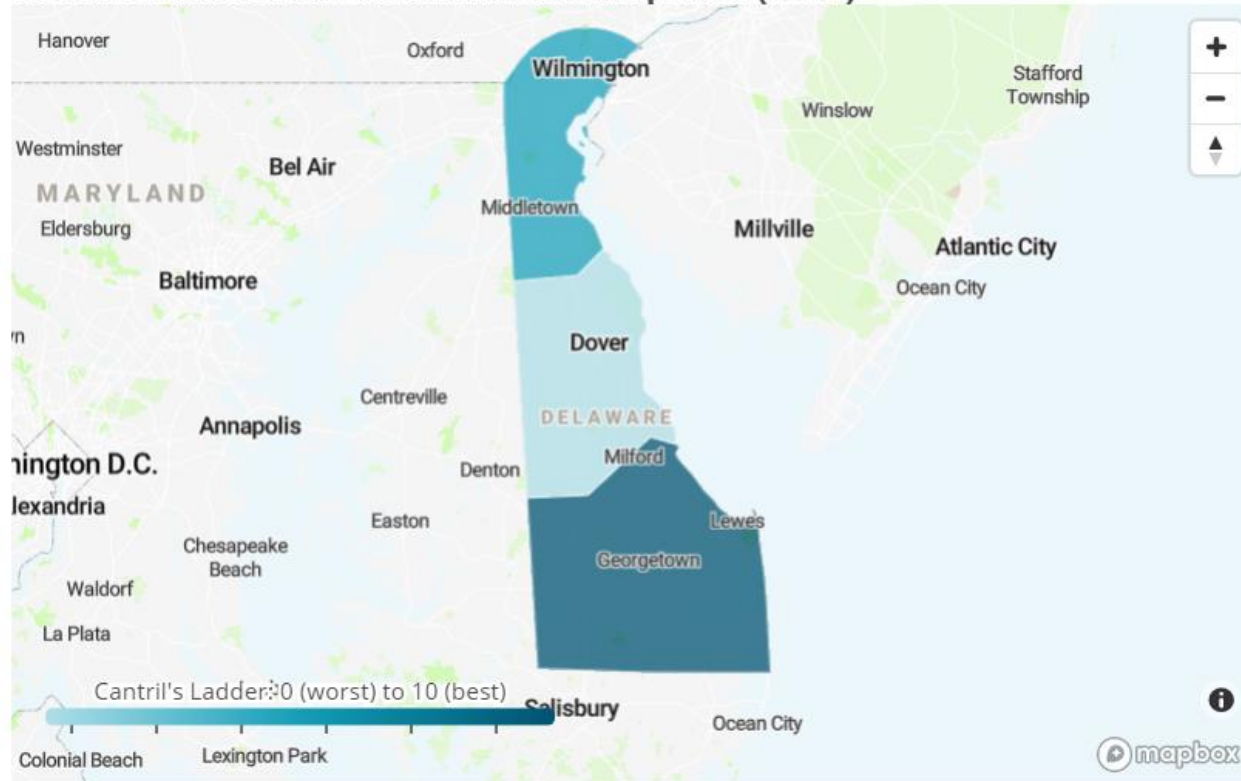 Hanover
Oxford
Wilmington
Stafford
Township
Winslow
Westminster
Bel Air
MARYLAND
Middletown
Eldersburg
Millville
Atlantic City
Baltimore
Ocean City
Dover
Centreville
DELAWARE
Annapolis
Milford
Denton
D.C.
Easton
Lewes
Chesapeake
Beach
Georgetown
Waldorf
La Plata
Cantril's Ladder: 0 (worst) to 10 (best)
Salisbury
Ocean City
Colonial Beach
Lexington Park
mapbox